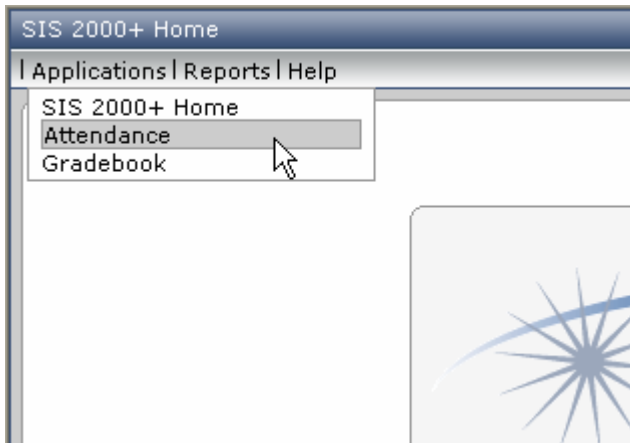 SIS 2000+ Home
| Applications | Reports | Help
SIS 2000+ Home
Attendance
Gradebook